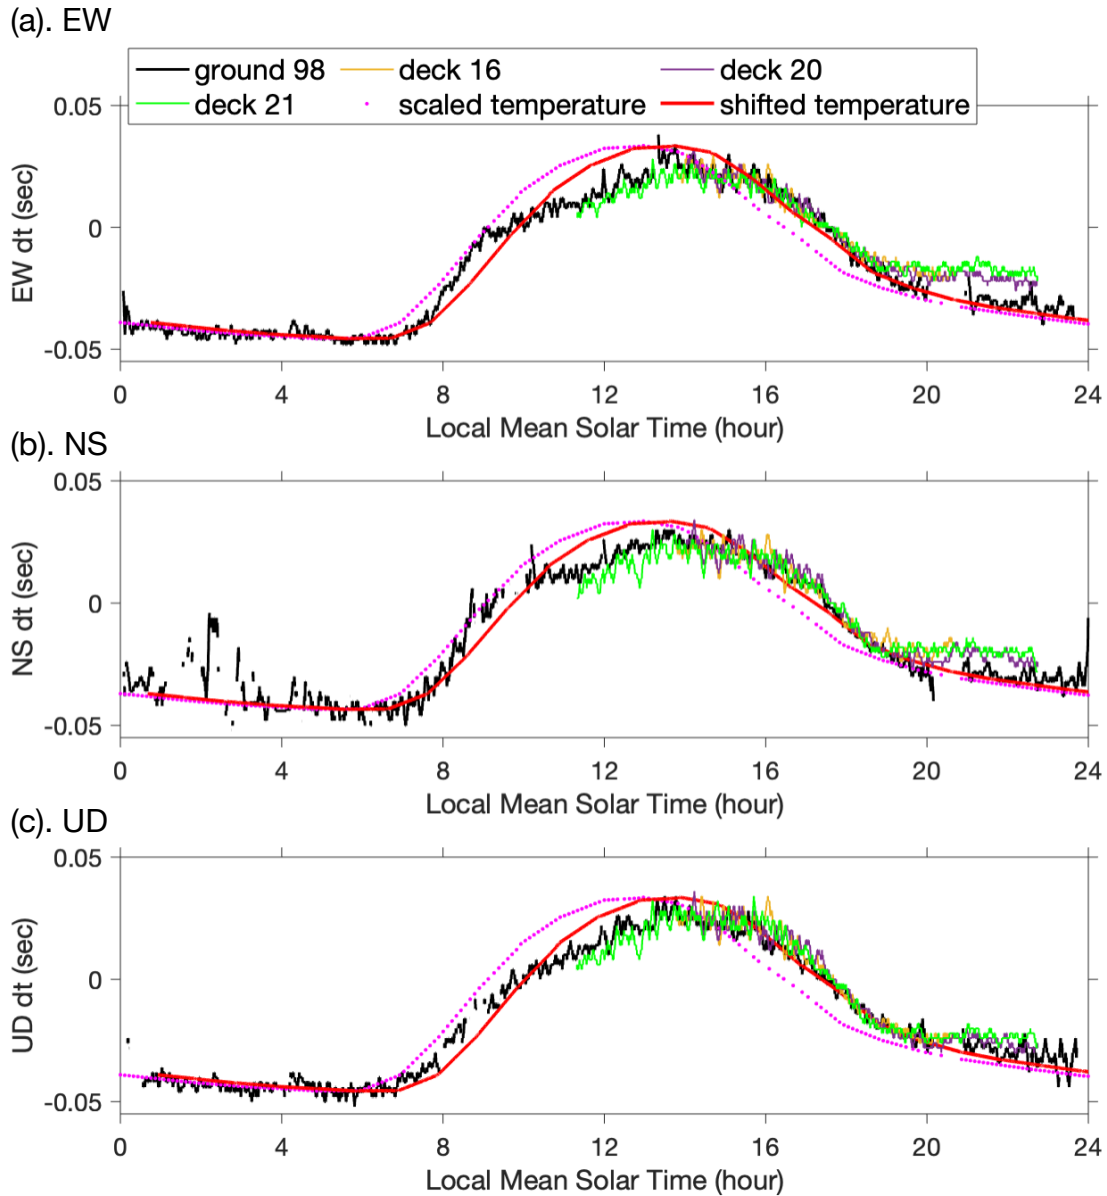 (a). EW
ground 98 deck 16 deck 20
deck 21 scaled temperature shifted temperature
0.05
0
-0.05
EW dt (sec)
0 4 8 12 16 20 24
Local Mean Solar Time (hour)
(b). NS
0.05
0
-0.05
NS dt (sec)
0 4 8 12 16 20 24
Local Mean Solar Time (hour)
(c). UD
0.05
0
-0.05
UD dt (sec)
0 4 8 12 16 20 24
Local Mean Solar Time (hour)